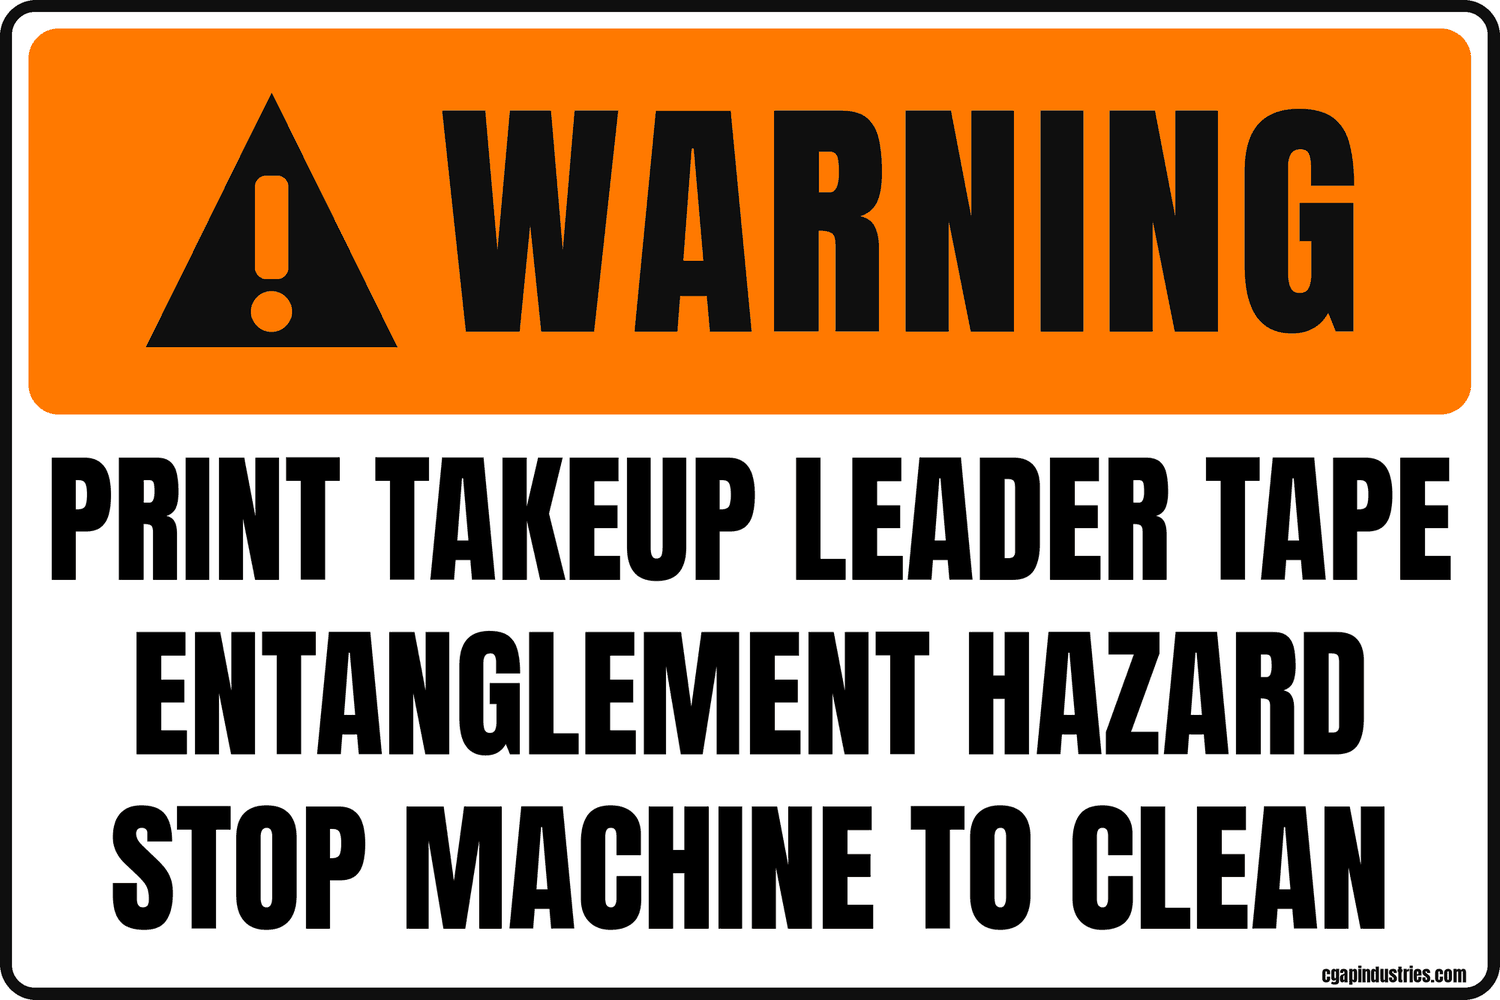 WARNING
PRINT TAKEUP LEADER TAPE
ENTANGLEMENT HAZARD
STOP MACHINE TO CLEAN
cgapindustries.com